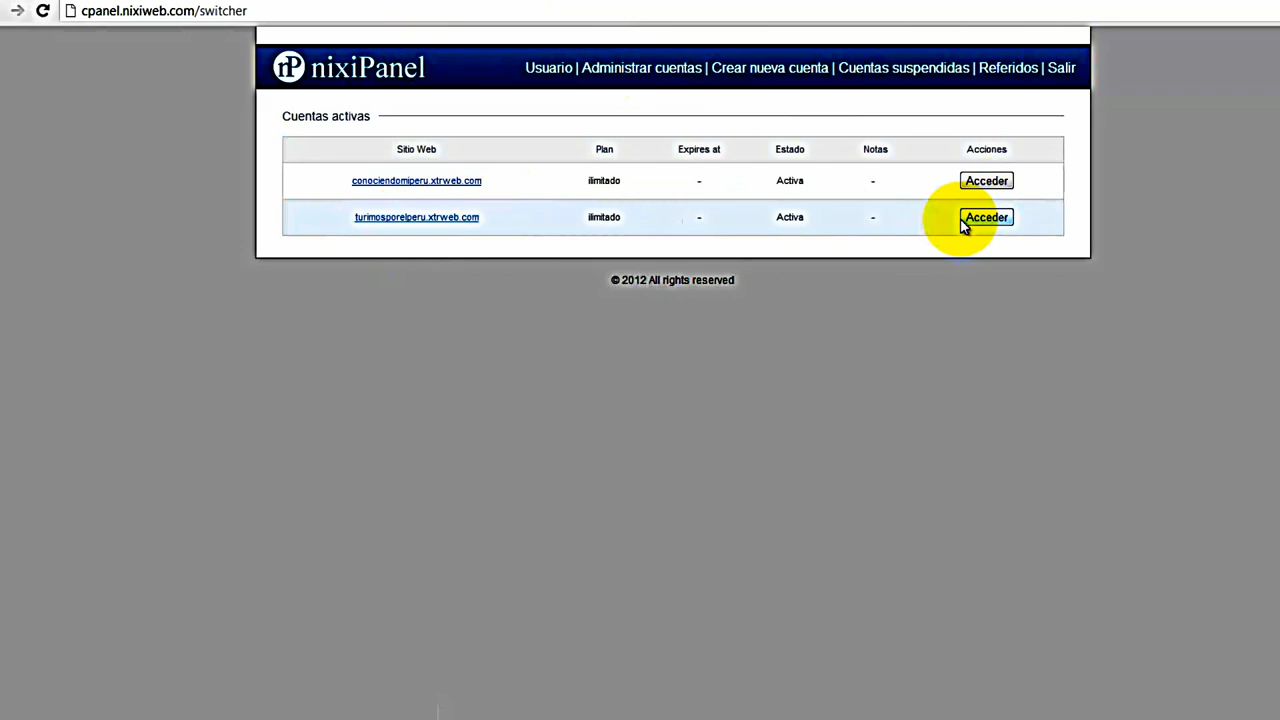 cpanel.nixiweb.com/switcher
nP nixiPanel
Usuario | Administrar cuentas | Crear nueva cuenta | Cuentas suspendidas | Referidos | Salir
Cuentas activas
Sitio Web Plan Expires at Estado Notas Acciones
conociendomiperu.xtrweb.com ilimitado - Activa - Acceder
turimosporelperu.xtrweb.com ilimitado - Activa - Acceder
© 2012 All rights reserved